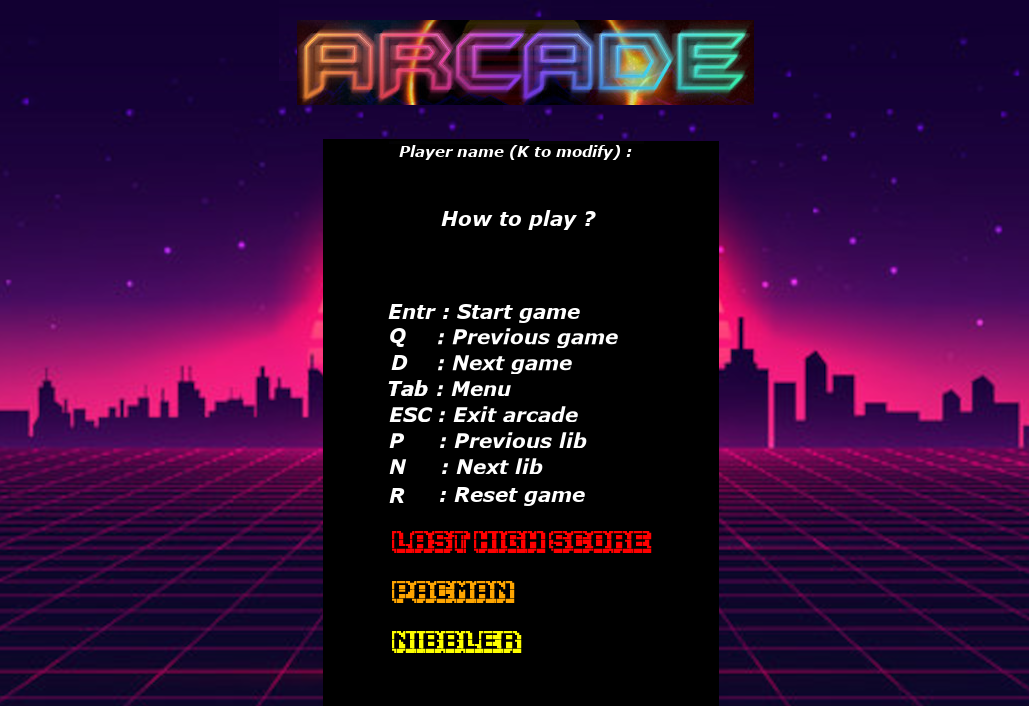 ARCADE
Player name (K to modify) :
How to play ?
Entr : Start game
Q : Previous game
D : Next game
Tab : Menu
ESC : Exit arcade
P : Previous lib
N : Next lib
R : Reset game
LAST HIGH SCORE
PACMAN
NIBBLER